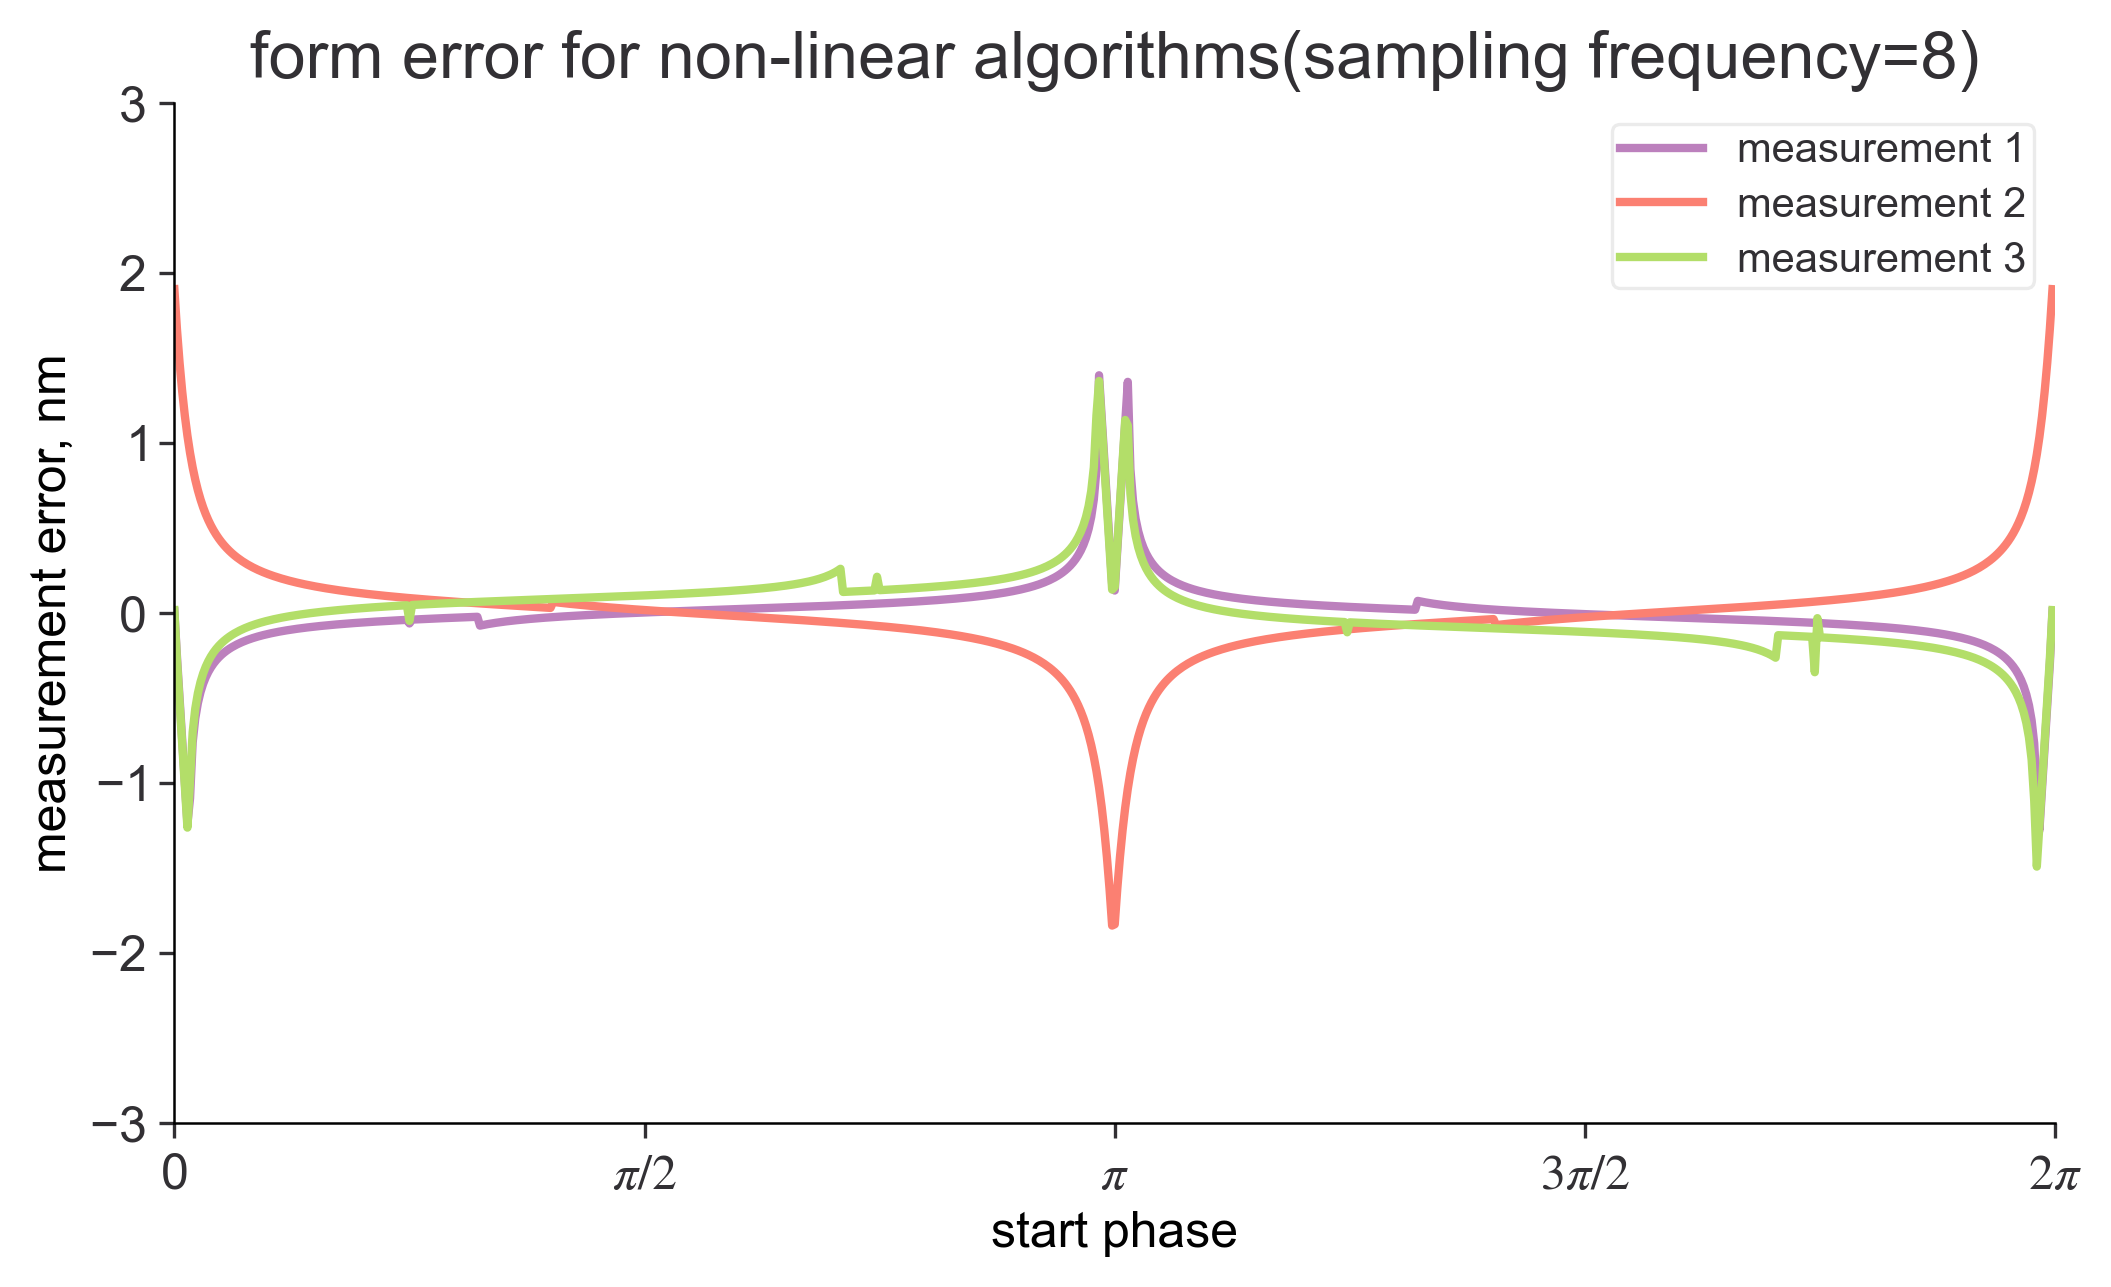 form error for non-linear algorithms(sampling frequency=8)
3
2
1
0
−1
−2
−3
measurement error, nm
measurement 1
measurement 2
measurement 3
0
π/2
π
3π/2
2π
start phase